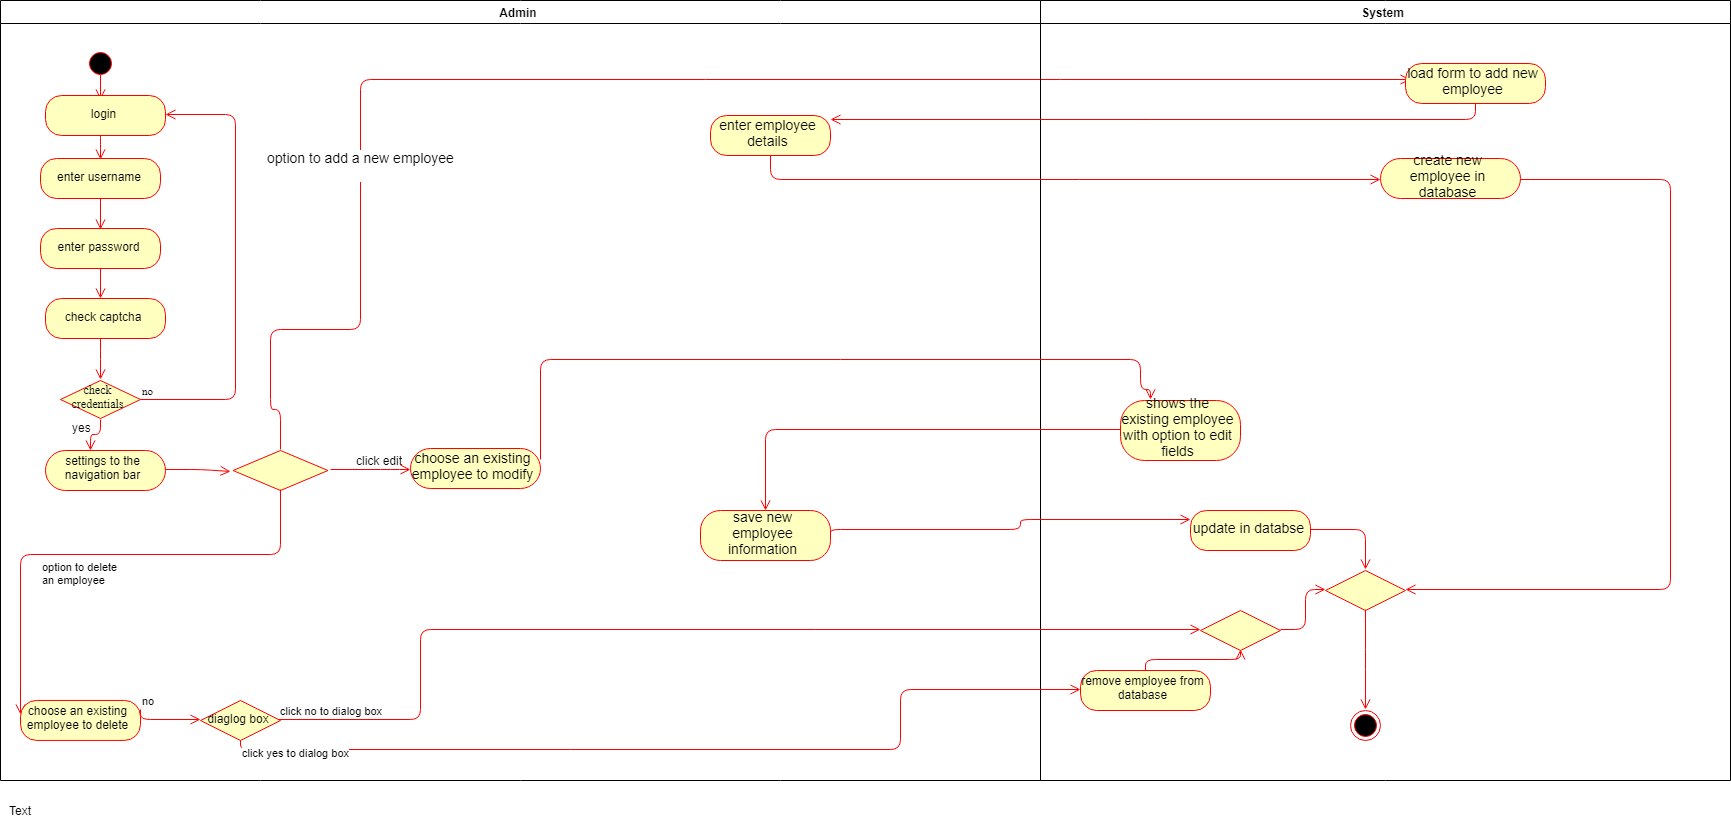 Admin
System
login
enter username
enter password
check captcha
check
credentials
no
yes
settings to the
navigation bar
option to add a new employee
load form to add new
employee
enter employee
details
create new
employee in
database
click edit
choose an existing
employee to modify
shows the
existing employee
with option to edit
fields
save new
employee
information
update in databse
option to delete
an employee
choose an existing
employee to delete
no
diaglog box
click no to dialog box
click yes to dialog box
remove employee from
database
Text